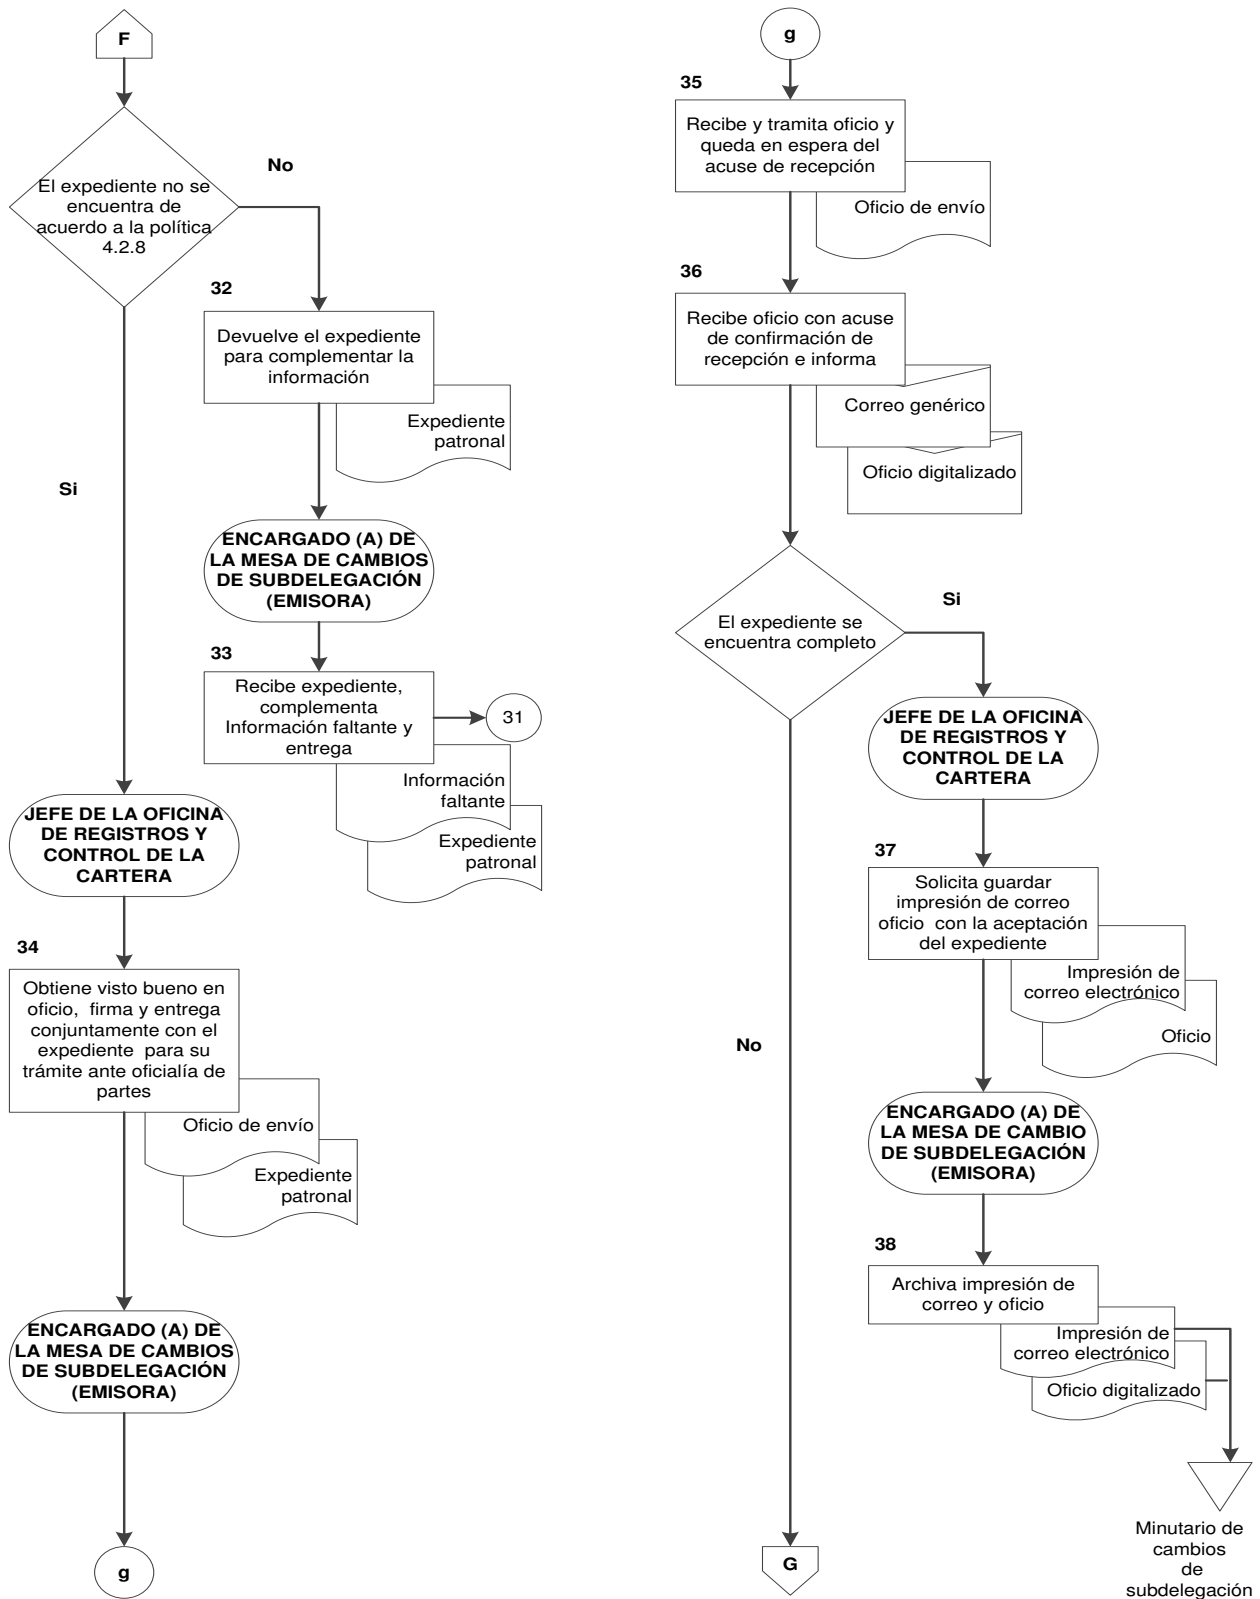 F
El expediente no se
encuentra de
acuerdo a la política
4.2.8
No
Si
32
Devuelve el expediente
para complementar la
información
Expediente
patronal
ENCARGADO (A) DE
LA MESA DE CAMBIOS
DE SUBDELEGACIÓN
(EMISORA)
33
Recibe expediente,
complementa
Información faltante y
entrega
31
Información
faltante
Expediente
patronal
JEFE DE LA OFICINA
DE REGISTROS Y
CONTROL DE LA
CARTERA
34
Obtiene visto bueno en
oficio, firma y entrega
conjuntamente con el
expediente para su
trámite ante oficialía de
partes
Oficio de envío
Expediente
patronal
ENCARGADO (A) DE
LA MESA DE CAMBIOS
DE SUBDELEGACIÓN
(EMISORA)
g
g
35
Recibe y tramita oficio y
queda en espera del
acuse de recepción
Oficio de envío
36
Recibe oficio con acuse
de confirmación de
recepción e informa
Correo genérico
Oficio digitalizado
El expediente se
encuentra completo
Si
No
JEFE DE LA OFICINA
DE REGISTROS Y
CONTROL DE LA
CARTERA
37
Solicita guardar
impresión de correo
oficio con la aceptación
del expediente
Impresión de
correo electrónico
Oficio
ENCARGADO (A) DE
LA MESA DE CAMBIO
DE SUBDELEGACIÓN
(EMISORA)
38
Archiva impresión de
correo y oficio
Impresión de
correo electrónico
Oficio digitalizado
Minutario de
cambios
de
subdelegación
G